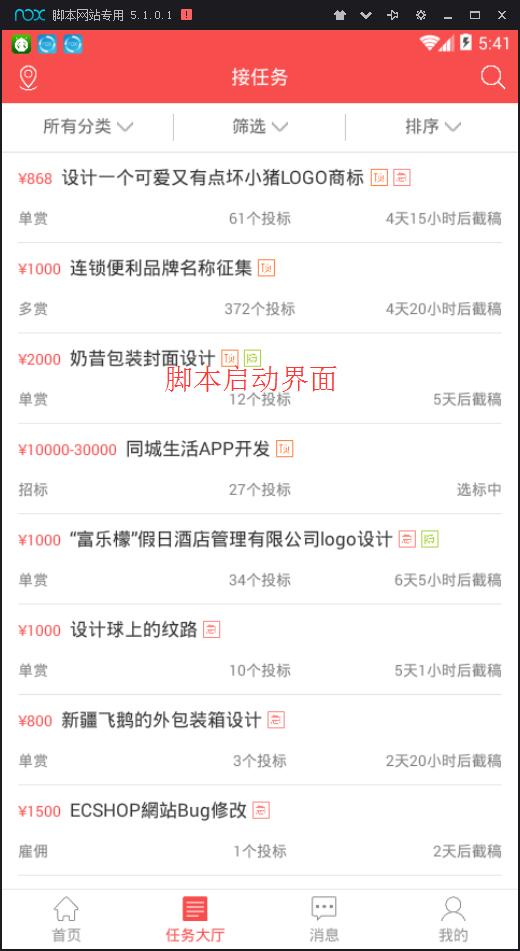 nox 脚本网站专用 5.1.0.1
5:41
接任务
所有分类 筛选 排序
¥868 设计一个可爱又有点坏小猪LOGO商标 顶 急
单赏 61个投标 4天15小时后截稿
¥1000 连锁便利品牌名称征集 顶
多赏 372个投标 4天20小时后截稿
¥2000 奶昔包装封面设计 顶
脚本启动界面
单赏 12个投标 5天后截稿
¥10000-30000 同城生活APP开发 顶
招标 27个投标 选标中
¥1000 “富乐檬”假日酒店管理有限公司logo设计 急
单赏 34个投标 6天5小时后截稿
¥1000 设计球上的纹路 急
单赏 10个投标 5天1小时后截稿
¥800 新疆飞鹅的外包装箱设计 急
单赏 3个投标 2天20小时后截稿
¥1500 ECSHOP網站Bug修改 急
雇佣 1个投标 2天后截稿
首页 任务大厅 消息 我的